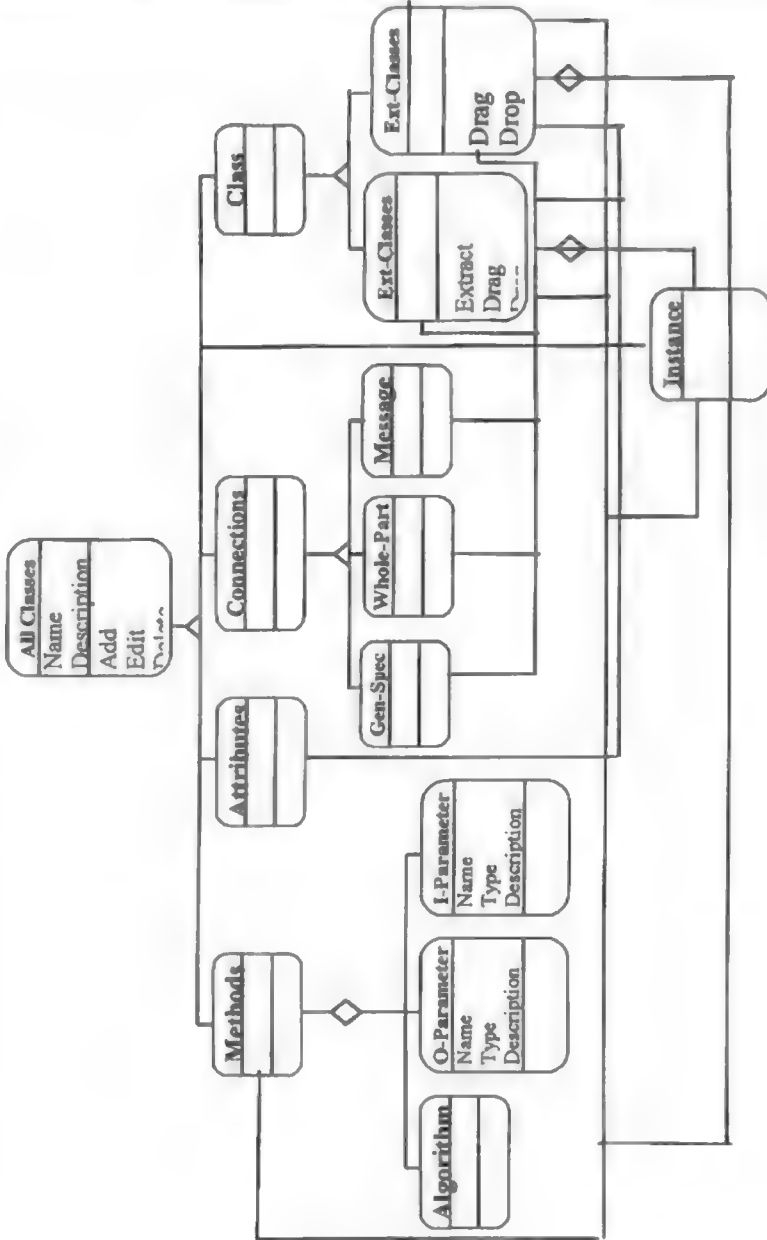 All Classes
Name
Description
Add
Edit
Methods
Attributes
Connections
Class
Algorithm
O-Parameter
Name
Type
Description
I-Parameter
Name
Type
Description
Gen-Spec
Whole-Part
Message
Ext-Classes
Extract
Drag
Ext-Classes
Drag
Drop
Instance